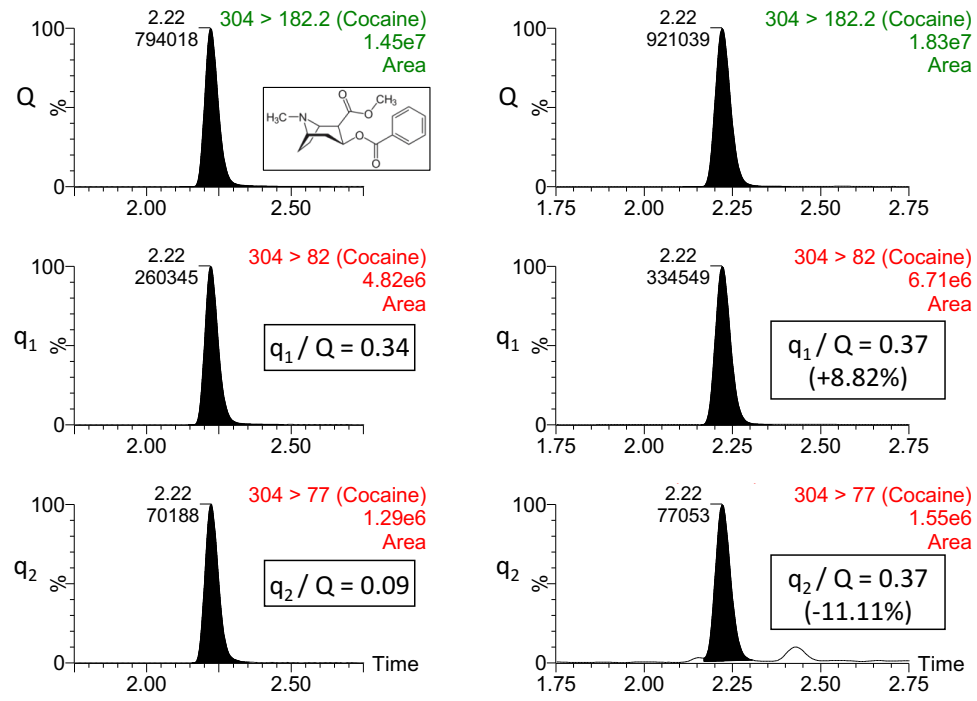 2.22
794018
304 > 182.2 (Cocaine)
1.45e7
Area
100
Q
%
0
2.00 2.50
H₃C N O O CH₃ O O
2.22
921039
304 > 182.2 (Cocaine)
1.83e7
Area
100
Q
%
0
1.75 2.00 2.25 2.50 2.75
2.22
260345
304 > 82 (Cocaine)
4.82e6
Area
100
q₁
%
0
q₁ / Q = 0.34
2.00 2.50
2.22
334549
304 > 82 (Cocaine)
6.71e6
Area
100
q₁
%
0
q₁ / Q = 0.37
(+8.82%)
1.75 2.00 2.25 2.50 2.75
2.22
70188
304 > 77 (Cocaine)
1.29e6
Area
100
q₂
%
0
q₂ / Q = 0.09
Time
2.00 2.50
2.22
77053
304 > 77 (Cocaine)
1.55e6
Area
100
q₂
%
0
q₂ / Q = 0.37
(-11.11%)
Time
1.75 2.00 2.25 2.50 2.75